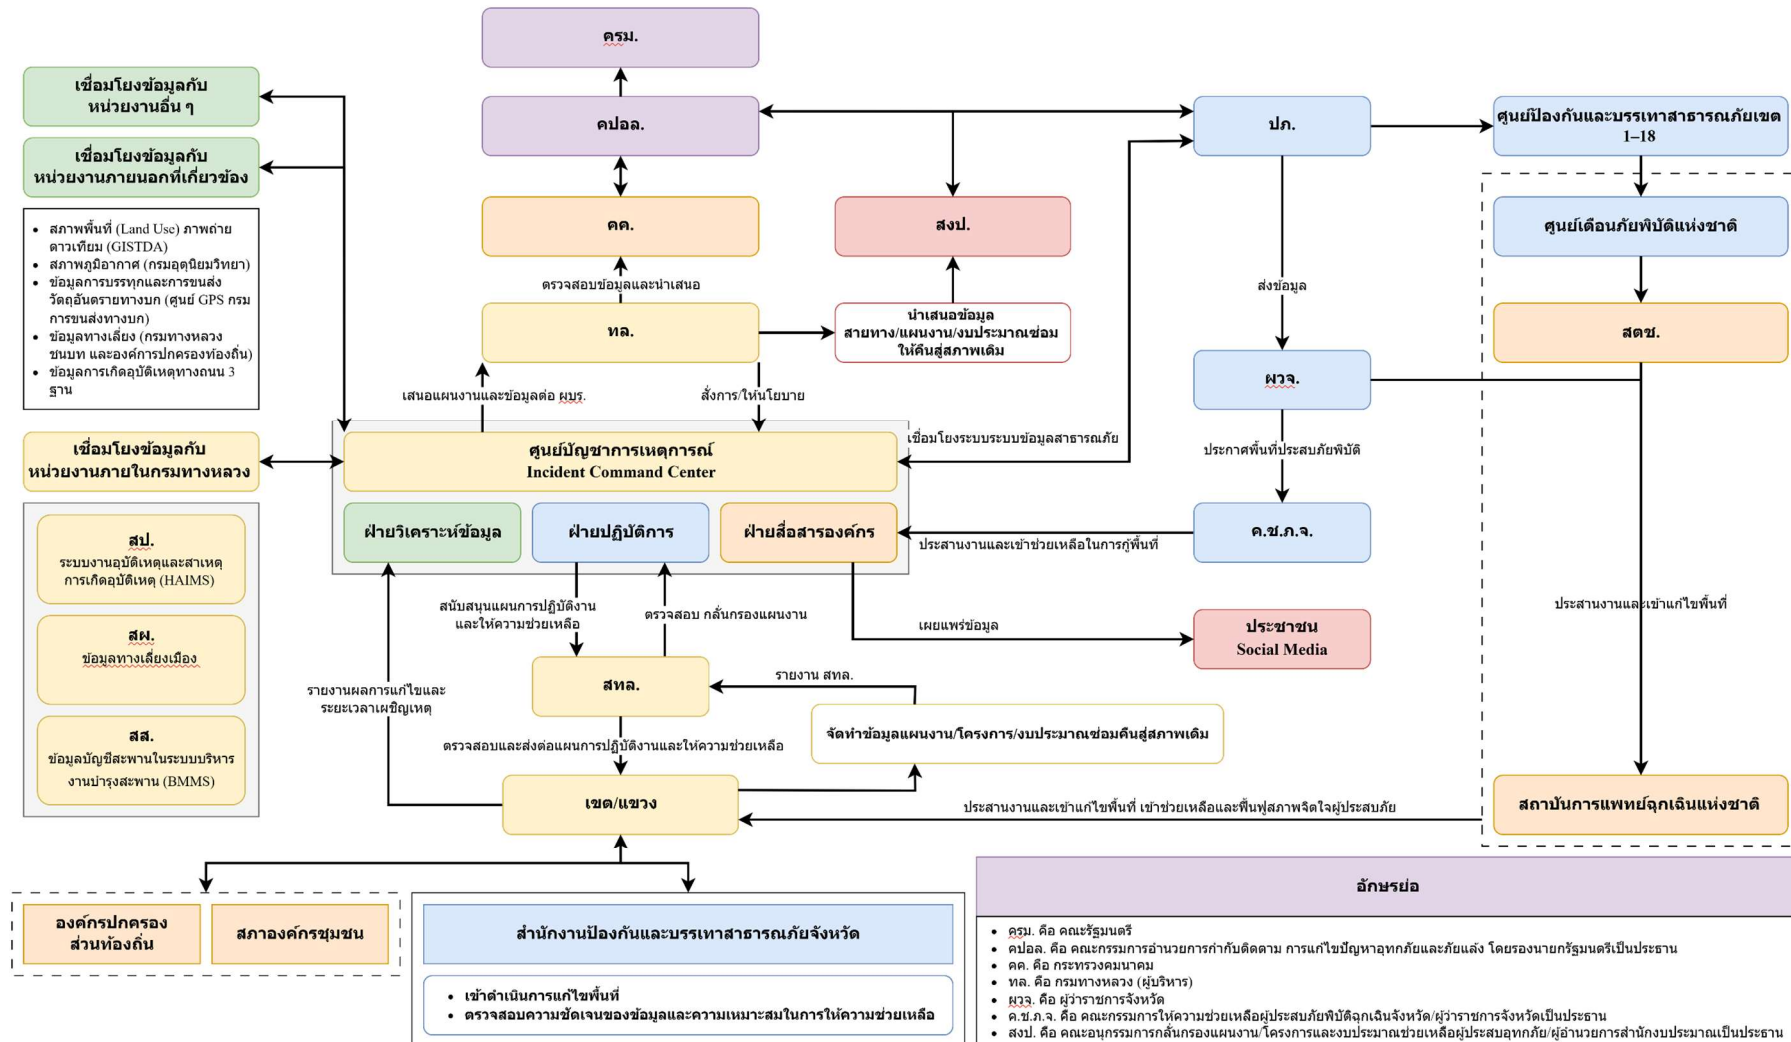 ครม.
เชื่อมโยงข้อมูลกับ
หน่วยงานอื่น ๆ
คปอล.
ปภ.
ศูนย์ป้องกันและบรรเทาสาธารณภัยเขต
1–18
เชื่อมโยงข้อมูลกับ
หน่วยงานภายนอกที่เกี่ยวข้อง
คค.
สงป.
ศูนย์เตือนภัยพิบัติแห่งชาติ
• สภาพพื้นที่ (Land Use) ภาพถ่าย
ดาวเทียม (GISTDA)
• สภาพภูมิอากาศ (กรมอุตุนิยมวิทยา)
• ข้อมูลการบรรทุกและการขนส่ง
วัตถุอันตรายทางบก (ศูนย์ GPS กรม
การขนส่งทางบก)
• ข้อมูลทางเลี่ยง (กรมทางหลวง
ชนบท และองค์การปกครองท้องถิ่น)
• ข้อมูลการเกิดอุบัติเหตุทางถนน 3
ฐาน
ตรวจสอบข้อมูลและนำเสนอ
ส่งข้อมูล
ทล.
นำเสนอข้อมูล
สายทาง/แผนงาน/งบประมาณซ่อม
ให้คืนสู่สภาพเดิม
สตช.
ผวจ.
เสนอแผนงานและข้อมูลต่อ ผบร.
สั่งการ/ให้นโยบาย
เชื่อมโยงข้อมูลกับ
หน่วยงานภายในกรมทางหลวง
ศูนย์บัญชาการเหตุการณ์
Incident Command Center
เชื่อมโยงระบบระบบข้อมูลสาธารณภัย
ประกาศพื้นที่ประสบภัยพิบัติ
ฝ่ายวิเคราะห์ข้อมูล
ฝ่ายปฏิบัติการ
ฝ่ายสื่อสารองค์กร
ประสานงานและเข้าช่วยเหลือในการกู้พื้นที่
ค.ช.ภ.จ.
สป.
ระบบงานอุบัติเหตุและสาเหตุ
การเกิดอุบัติเหตุ (HAIMS)
สนับสนุนแผนการปฏิบัติงาน
และให้ความช่วยเหลือ
ตรวจสอบ กลั่นกรองแผนงาน
เผยแพร่ข้อมูล
ประชาชน
Social Media
ประสานงานและเข้าแก้ไขพื้นที่
สผ.
ข้อมูลทางเลี่ยงเมือง
รายงานผลการแก้ไขและ
ระยะเวลาเผชิญเหตุ
สทล.
รายงาน สทล.
จัดทำข้อมูลแผนงาน/โครงการ/งบประมาณซ่อมคืนสู่สภาพเดิม
สส.
ข้อมูลบัญชีสะพานในระบบบริหาร
งานบำรุงสะพาน (BMMS)
ตรวจสอบและส่งต่อแผนการปฏิบัติงานและให้ความช่วยเหลือ
เขต/แขวง
ประสานงานและเข้าแก้ไขพื้นที่ เข้าช่วยเหลือและฟื้นฟูสภาพจิตใจผู้ประสบภัย
สถาบันการแพทย์ฉุกเฉินแห่งชาติ
องค์กรปกครอง
ส่วนท้องถิ่น
สภาองค์กรชุมชน
สำนักงานป้องกันและบรรเทาสาธารณภัยจังหวัด
• เข้าดำเนินการแก้ไขพื้นที่
• ตรวจสอบความชัดเจนของข้อมูลและความเหมาะสมในการให้ความช่วยเหลือ
อักษรย่อ
• ครม. คือ คณะรัฐมนตรี
• คปอล. คือ คณะกรรมการอำนวยการกำกับติดตาม การแก้ไขปัญหาอุทกภัยและภัยแล้ง โดยรองนายกรัฐมนตรีเป็นประธาน
• คค. คือ กระทรวงคมนาคม
• ทล. คือ กรมทางหลวง (ผู้บริหาร)
• ผวจ. คือ ผู้ว่าราชการจังหวัด
• ค.ช.ภ.จ. คือ คณะกรรมการให้ความช่วยเหลือผู้ประสบภัยพิบัติฉุกเฉินจังหวัด/ผู้ว่าราชการจังหวัดเป็นประธาน
• สงป. คือ คณะอนุกรรมการกลั่นกรองแผนงาน/โครงการและงบประมาณช่วยเหลือผู้ประสบอุทกภัย/ผู้อำนวยการสำนักงบประมาณเป็นประธาน